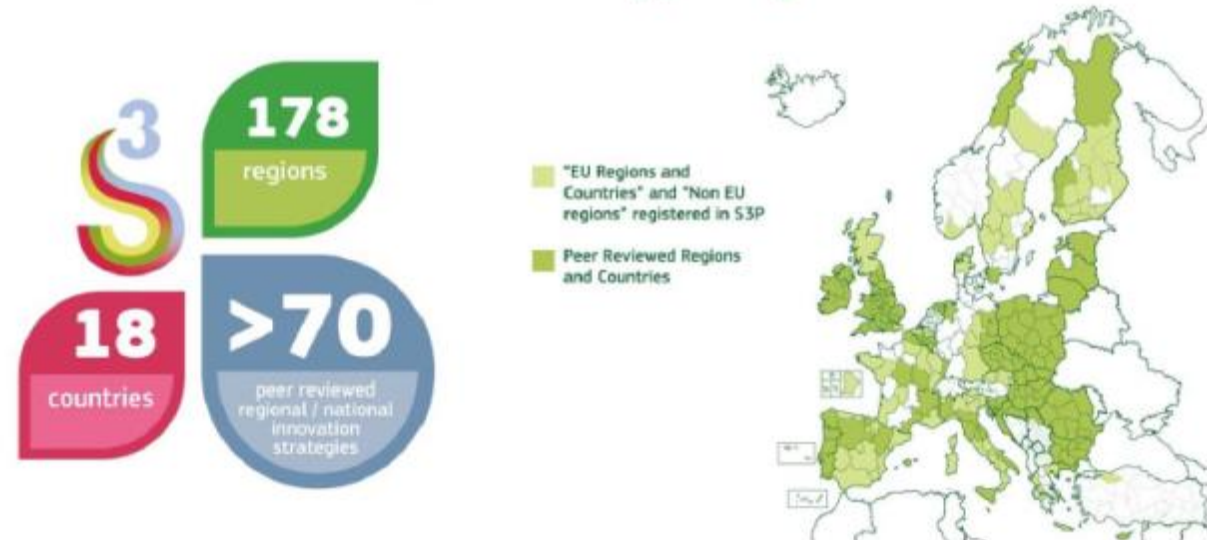 S3
178
regions
18
countries
>70
peer reviewed
regional / national
innovation
strategies
"EU Regions and
Countries" and "Non EU
regions" registered in S3P
Peer Reviewed Regions
and Countries